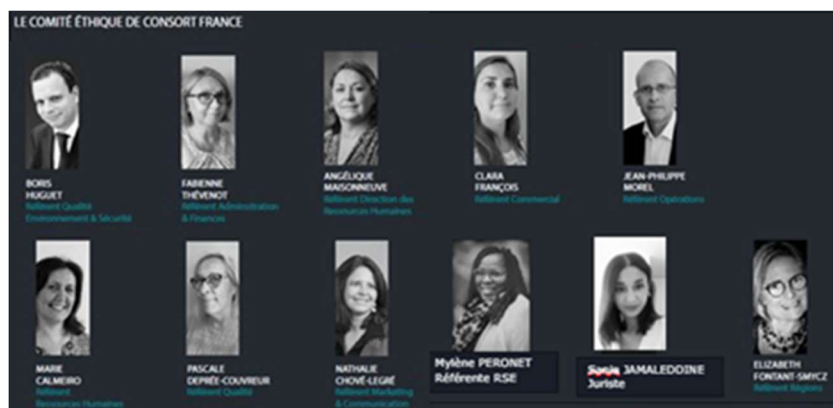 LE COMITÉ ÉTHIQUE DE CONSORT FRANCE
BORIS
HUGUET
Référent Qualité
Environnement & Sécurité
FABIENNE
THÉVENOT
Référent Administration
& Finances
ANGÉLIQUE
MAISONNEUVE
Référent Direction des
Ressources Humaines
CLARA
FRANÇOIS
Référent Commercial
JEAN-PHILIPPE
MOREL
Référent Opérations
MARIE
CALMEIRO
Référent
Ressources Humaines
PASCALE
DEPRÉE-COUVREUR
Référent Qualité
NATHALIE
CHOVÉ-LEGRÉ
Référent Marketing
& Communication
Mylène PERONET
Référente RSE
JAMALEDOINE
Juriste
ELIZABETH
FONTANT-SMYCZ
Référent Régions